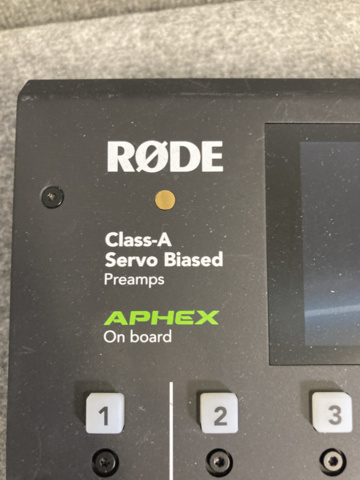 RØDE
Class-A
Servo Biased
Preamps
APHEX
On board
1 2 3